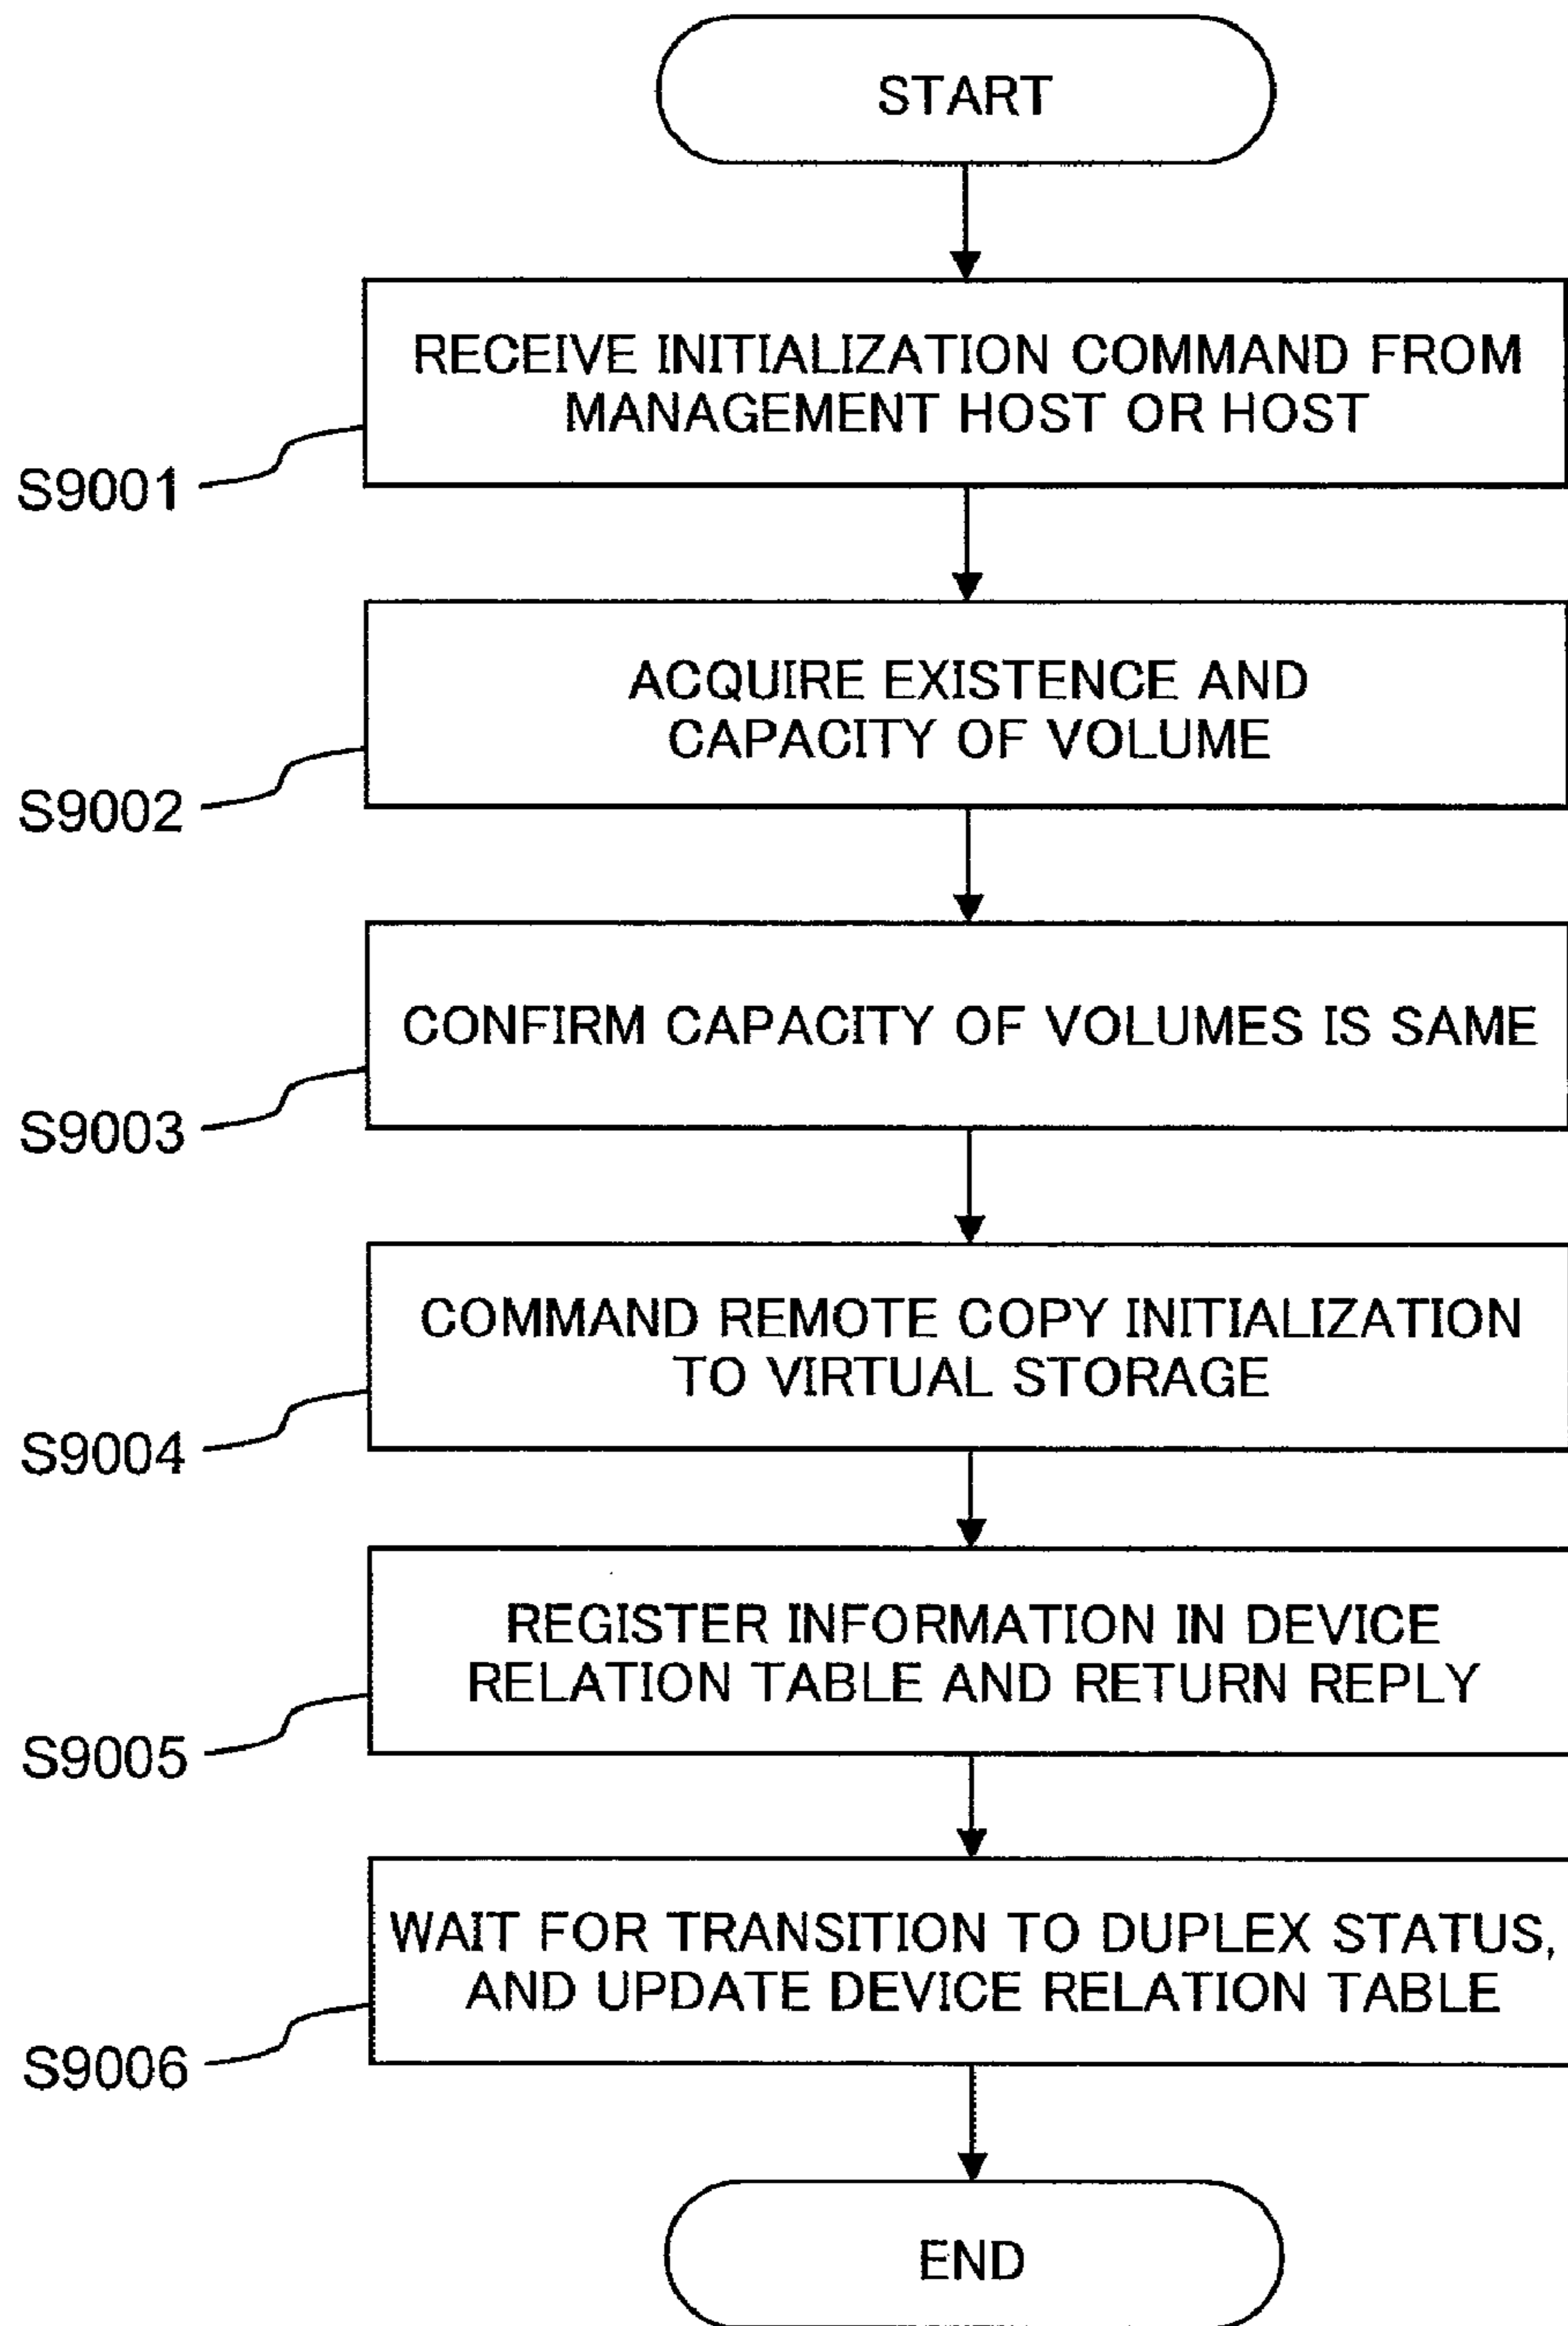 START
RECEIVE INITIALIZATION COMMAND FROM
MANAGEMENT HOST OR HOST
S9001
ACQUIRE EXISTENCE AND
CAPACITY OF VOLUME
S9002
CONFIRM CAPACITY OF VOLUMES IS SAME
S9003
COMMAND REMOTE COPY INITIALIZATION
TO VIRTUAL STORAGE
S9004
REGISTER INFORMATION IN DEVICE
RELATION TABLE AND RETURN REPLY
S9005
WAIT FOR TRANSITION TO DUPLEX STATUS,
AND UPDATE DEVICE RELATION TABLE
S9006
END